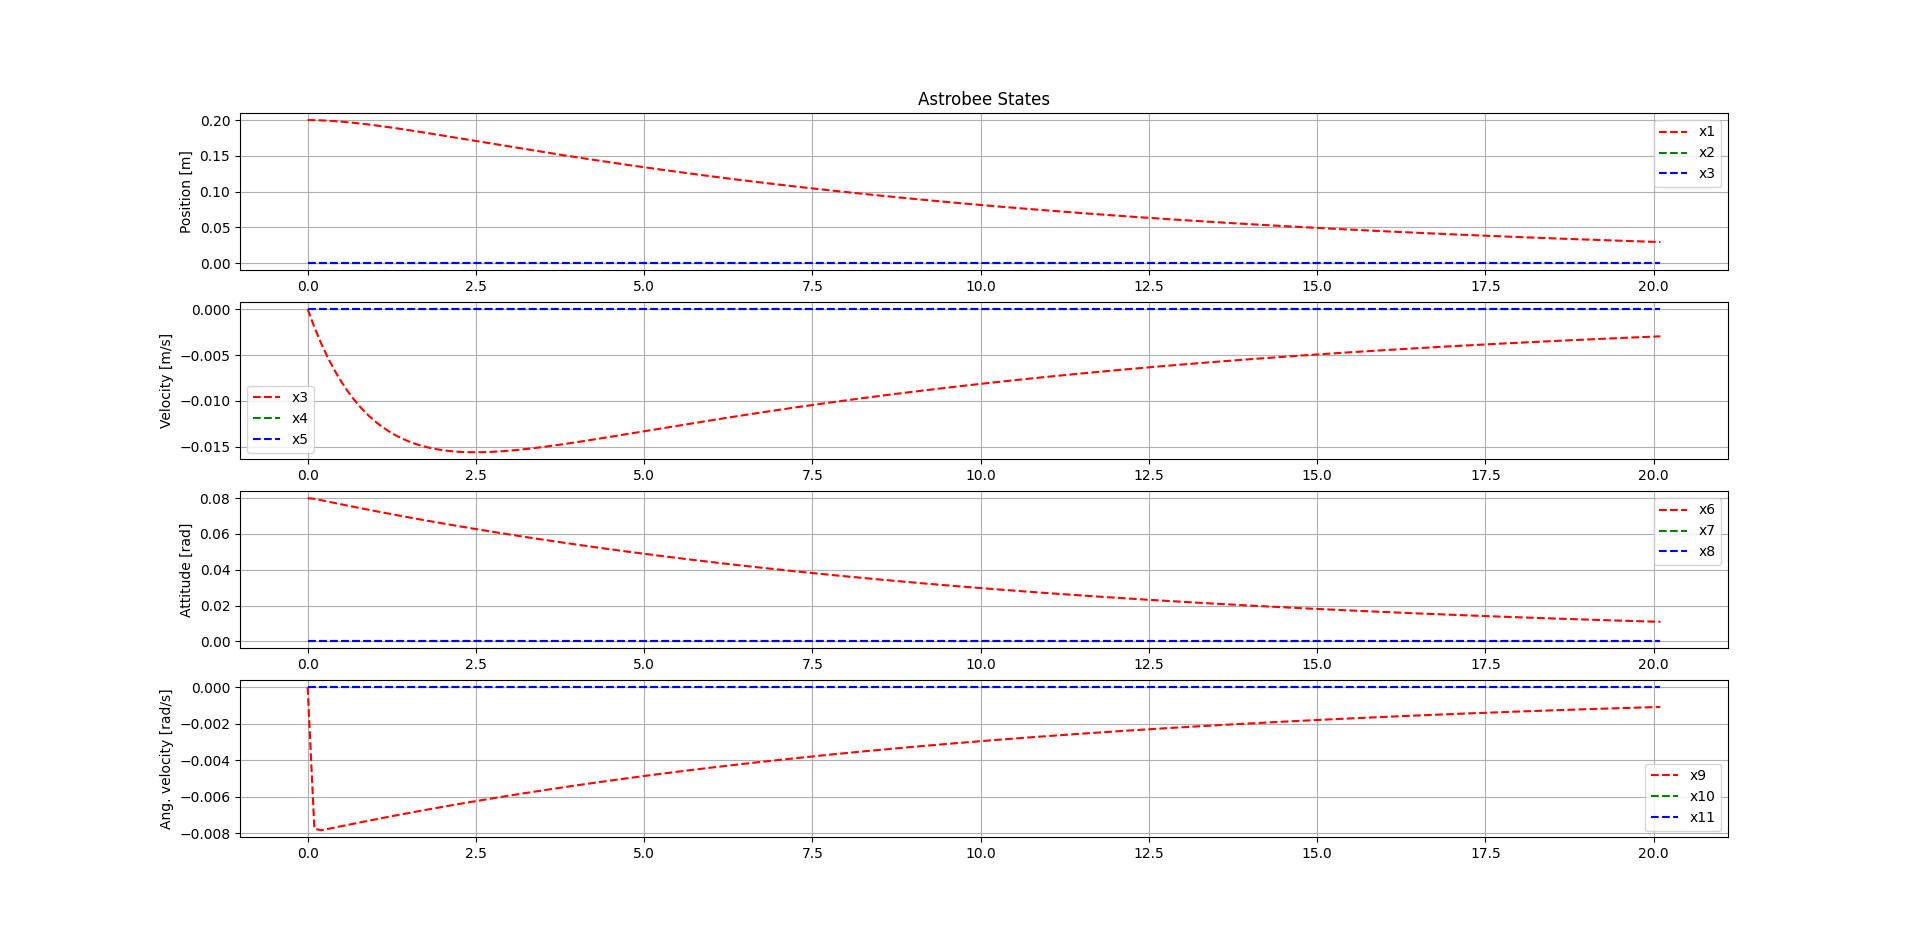 Astrobee States
Position [m]
0.20
0.15
0.10
0.05
0.00
x1
x2
x3
0.0 2.5 5.0 7.5 10.0 12.5 15.0 17.5 20.0
Velocity [m/s]
0.000
−0.005
−0.010
−0.015
x3
x4
x5
0.0 2.5 5.0 7.5 10.0 12.5 15.0 17.5 20.0
Attitude [rad]
0.08
0.06
0.04
0.02
0.00
x6
x7
x8
0.0 2.5 5.0 7.5 10.0 12.5 15.0 17.5 20.0
Ang. velocity [rad/s]
0.000
−0.002
−0.004
−0.006
−0.008
x9
x10
x11
0.0 2.5 5.0 7.5 10.0 12.5 15.0 17.5 20.0